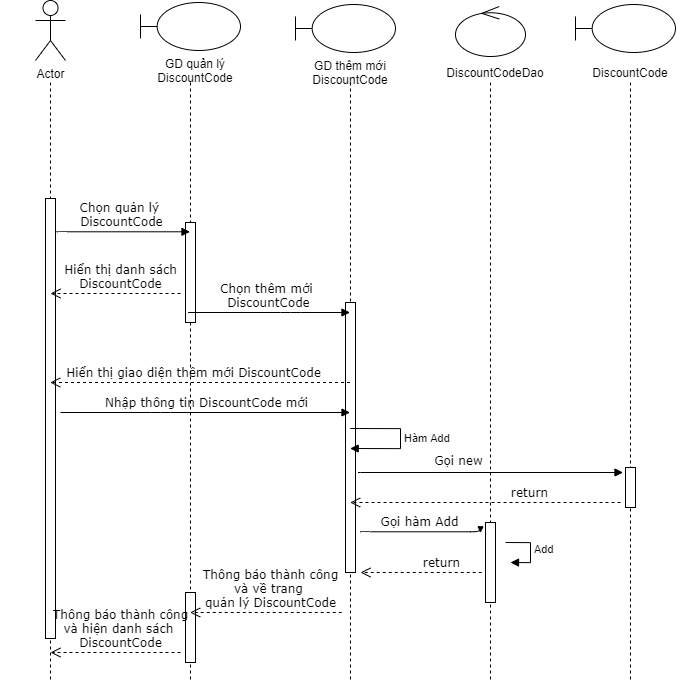 Actor
GD quản lý
DiscountCode
GD thêm mới
DiscountCode
DiscountCodeDao
DiscountCode
Chọn quản lý
DiscountCode
Hiển thị danh sách
DiscountCode
Chọn thêm mới
DiscountCode
Hiển thị giao diện thêm mới DiscountCode
Nhập thông tin DiscountCode mới
Hàm Add
Gọi new
return
Gọi hàm Add
Add
return
Thông báo thành công
và về trang
quản lý DiscountCode
Thông báo thành công
và hiện danh sách
DiscountCode